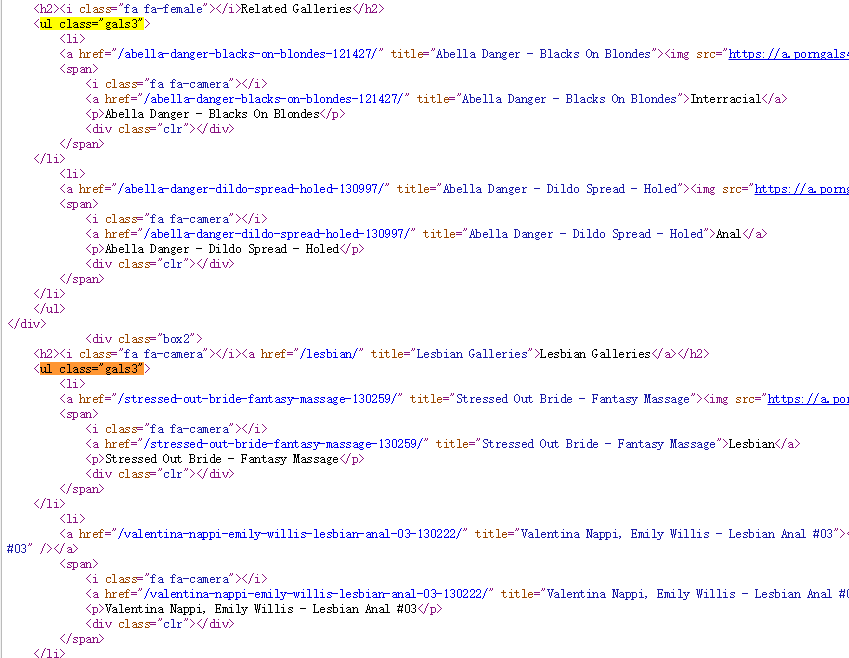 <h2><i class="fa fa-female"></i>Related Galleries</h2>
<ul class="gals3">
<li>
<a href="/abella-danger-blacks-on-blondes-121427/" title="Abella Danger - Blacks On Blondes"><img src="https://a.porngals4
<span>
<i class="fa fa-camera"></i>
<a href="/abella-danger-blacks-on-blondes-121427/" title="Abella Danger - Blacks On Blondes">Interracial</a>
<p>Abella Danger - Blacks On Blondes</p>
<div class="clr"></div>
</span>
</li>
<li>
<a href="/abella-danger-dildo-spread-holed-130997/" title="Abella Danger - Dildo Spread - Holed"><img src="https://a.porng
<span>
<i class="fa fa-camera"></i>
<a href="/abella-danger-dildo-spread-holed-130997/" title="Abella Danger - Dildo Spread - Holed">Anal</a>
<p>Abella Danger - Dildo Spread - Holed</p>
<div class="clr"></div>
</span>
</li>
</ul>
</div>
<div class="box2">
<h2><i class="fa fa-camera"></i><a href="/lesbian/" title="Lesbian Galleries">Lesbian Galleries</a></h2>
<ul class="gals3">
<li>
<a href="/stressed-out-bride-fantasy-massage-130259/" title="Stressed Out Bride - Fantasy Massage"><img src="https://a.po
<span>
<i class="fa fa-camera"></i>
<a href="/stressed-out-bride-fantasy-massage-130259/" title="Stressed Out Bride - Fantasy Massage">Lesbian</a>
<p>Stressed Out Bride - Fantasy Massage</p>
<div class="clr"></div>
</span>
</li>
<li>
<a href="/valentina-nappi-emily-willis-lesbian-anal-03-130222/" title="Valentina Nappi, Emily Willis - Lesbian Anal #03"><
#03" /></a>
<span>
<i class="fa fa-camera"></i>
<a href="/valentina-nappi-emily-willis-lesbian-anal-03-130222/" title="Valentina Nappi, Emily Willis - Lesbian Anal #0
<p>Valentina Nappi, Emily Willis - Lesbian Anal #03</p>
<div class="clr"></div>
</span>
</li>